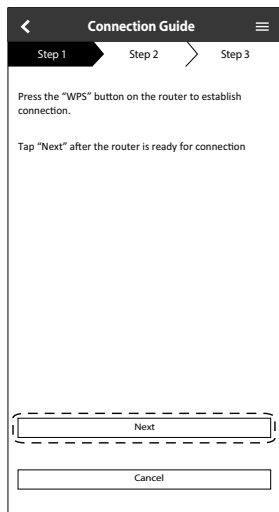 Connection Guide
Step 1
Step 2
Step 3
Press the “WPS” button on the router to establish
connection.
Tap “Next” after the router is ready for connection
Next
Cancel